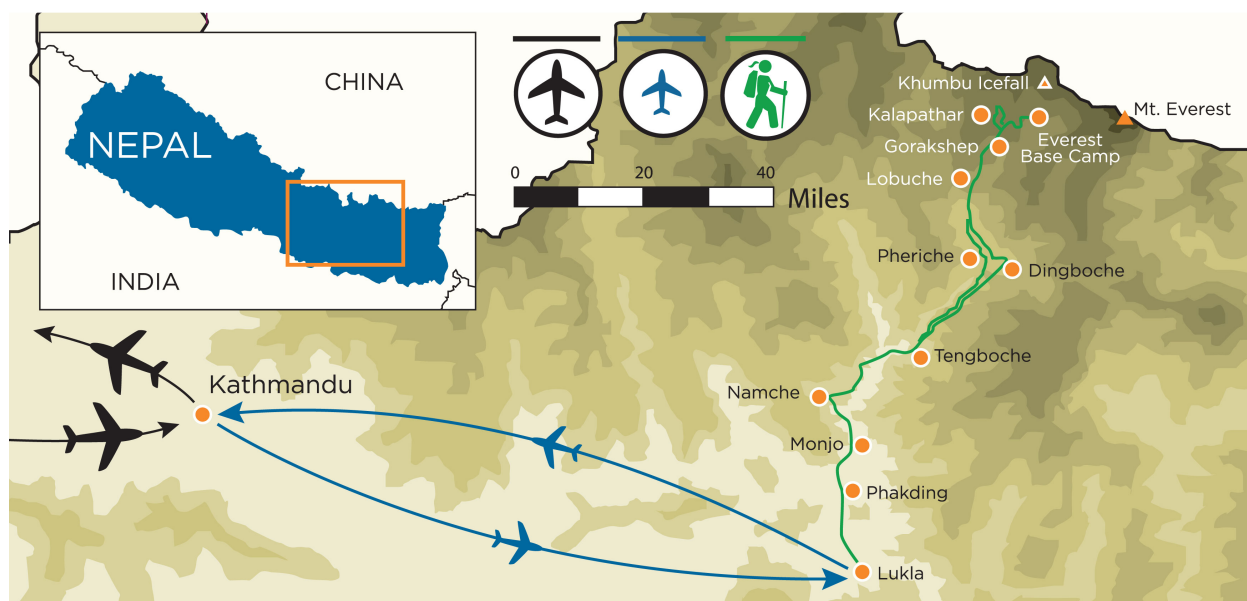 CHINA
NEPAL
INDIA
0 20 40
Miles
Khumbu Icefall
Mt. Everest
Kalapathar
Everest
Base Camp
Gorakshep
Lobuche
Pheriche
Dingboche
Tengboche
Kathmandu
Namche
Monjo
Phakding
Lukla